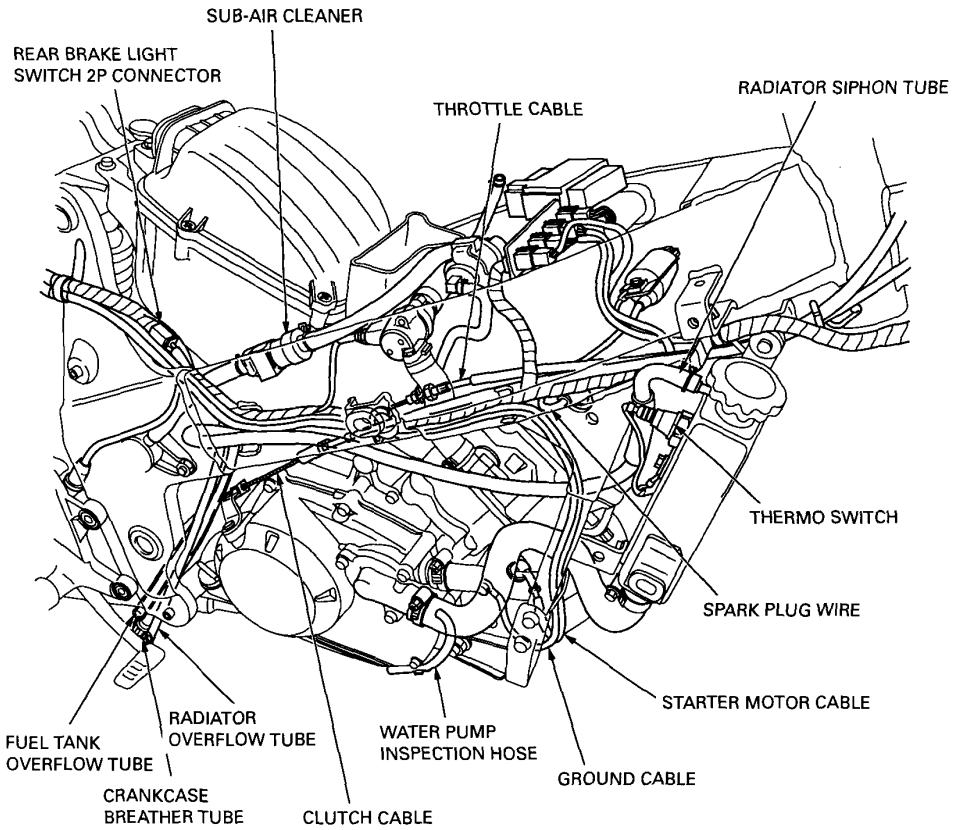 SUB-AIR CLEANER
REAR BRAKE LIGHT
SWITCH 2P CONNECTOR
THROTTLE CABLE
RADIATOR SIPHON TUBE
THERMO SWITCH
SPARK PLUG WIRE
STARTER MOTOR CABLE
GROUND CABLE
WATER PUMP
INSPECTION HOSE
RADIATOR
OVERFLOW TUBE
FUEL TANK
OVERFLOW TUBE
CRANKCASE
BREATHER TUBE
CLUTCH CABLE